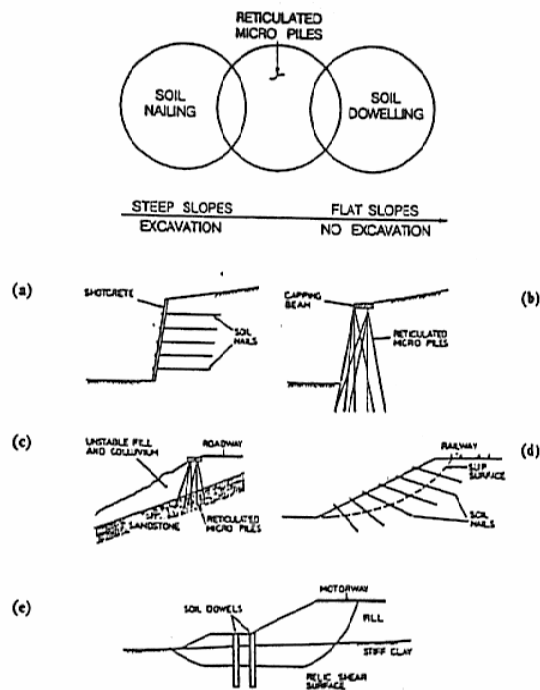 RETICULATED
MICRO PILES
SOIL
NAILING
SOIL
DOWELLING
STEEP SLOPES
FLAT SLOPES
EXCAVATION
NO EXCAVATION
(a)
SHOTCRETE
SOIL
NAILS
(b)
CAPPING
BEAM
RETICULATED
MICRO PILES
(c)
UNSTABLE FILL
AND COLLUVIUM
ROADWAY
SANDSTONE
RETICULATED
MICRO PILES
(d)
RAILWAY
SLIP
SURFACE
SOIL
NAILS
(e)
SOIL DOWELS
MOTORWAY
FILL
STIFF CLAY
RELIC SHEAR
SURFACE